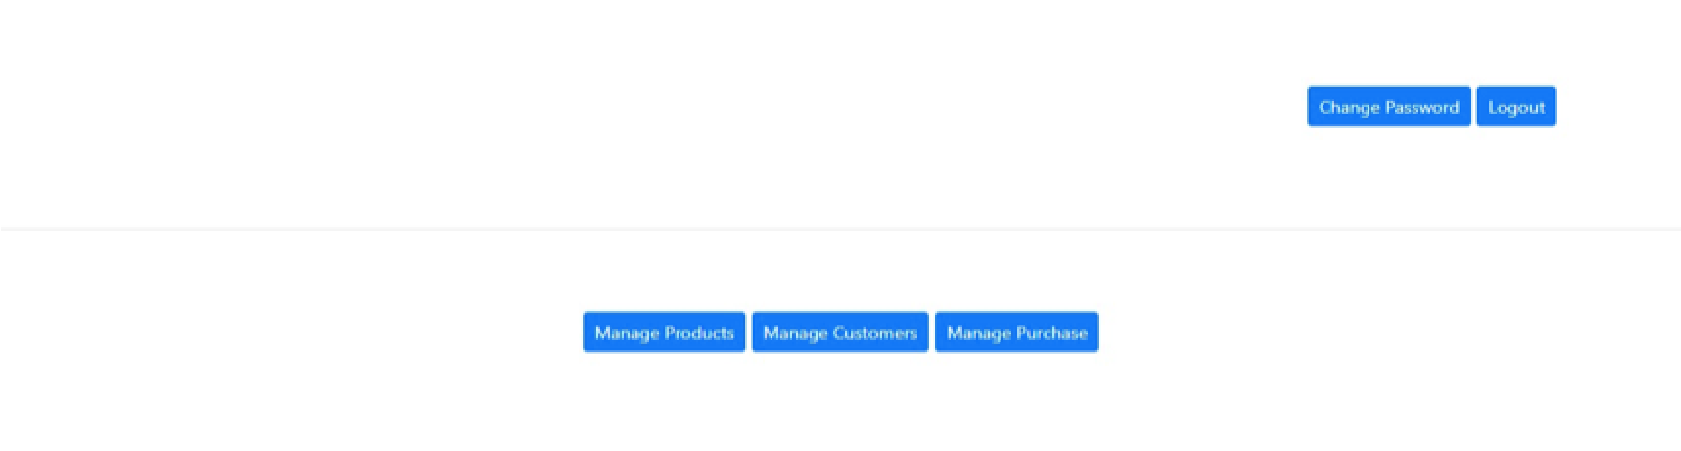 Change Password Logout
Manage Products Manage Customers Manage Purchase